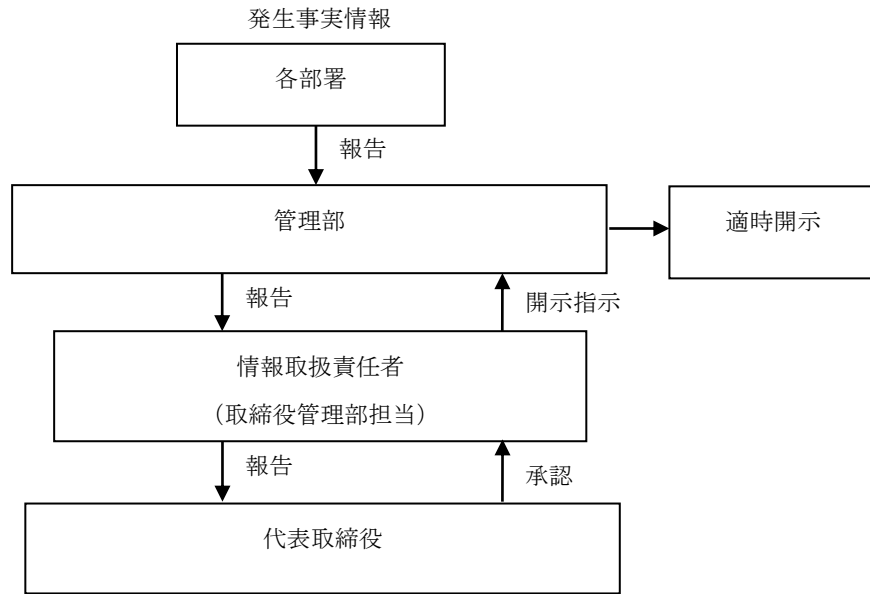 発生事実情報
各部署
報告
管理部
適時開示
報告
開示指示
情報取扱責任者
（取締役管理部担当）
報告
承認
代表取締役